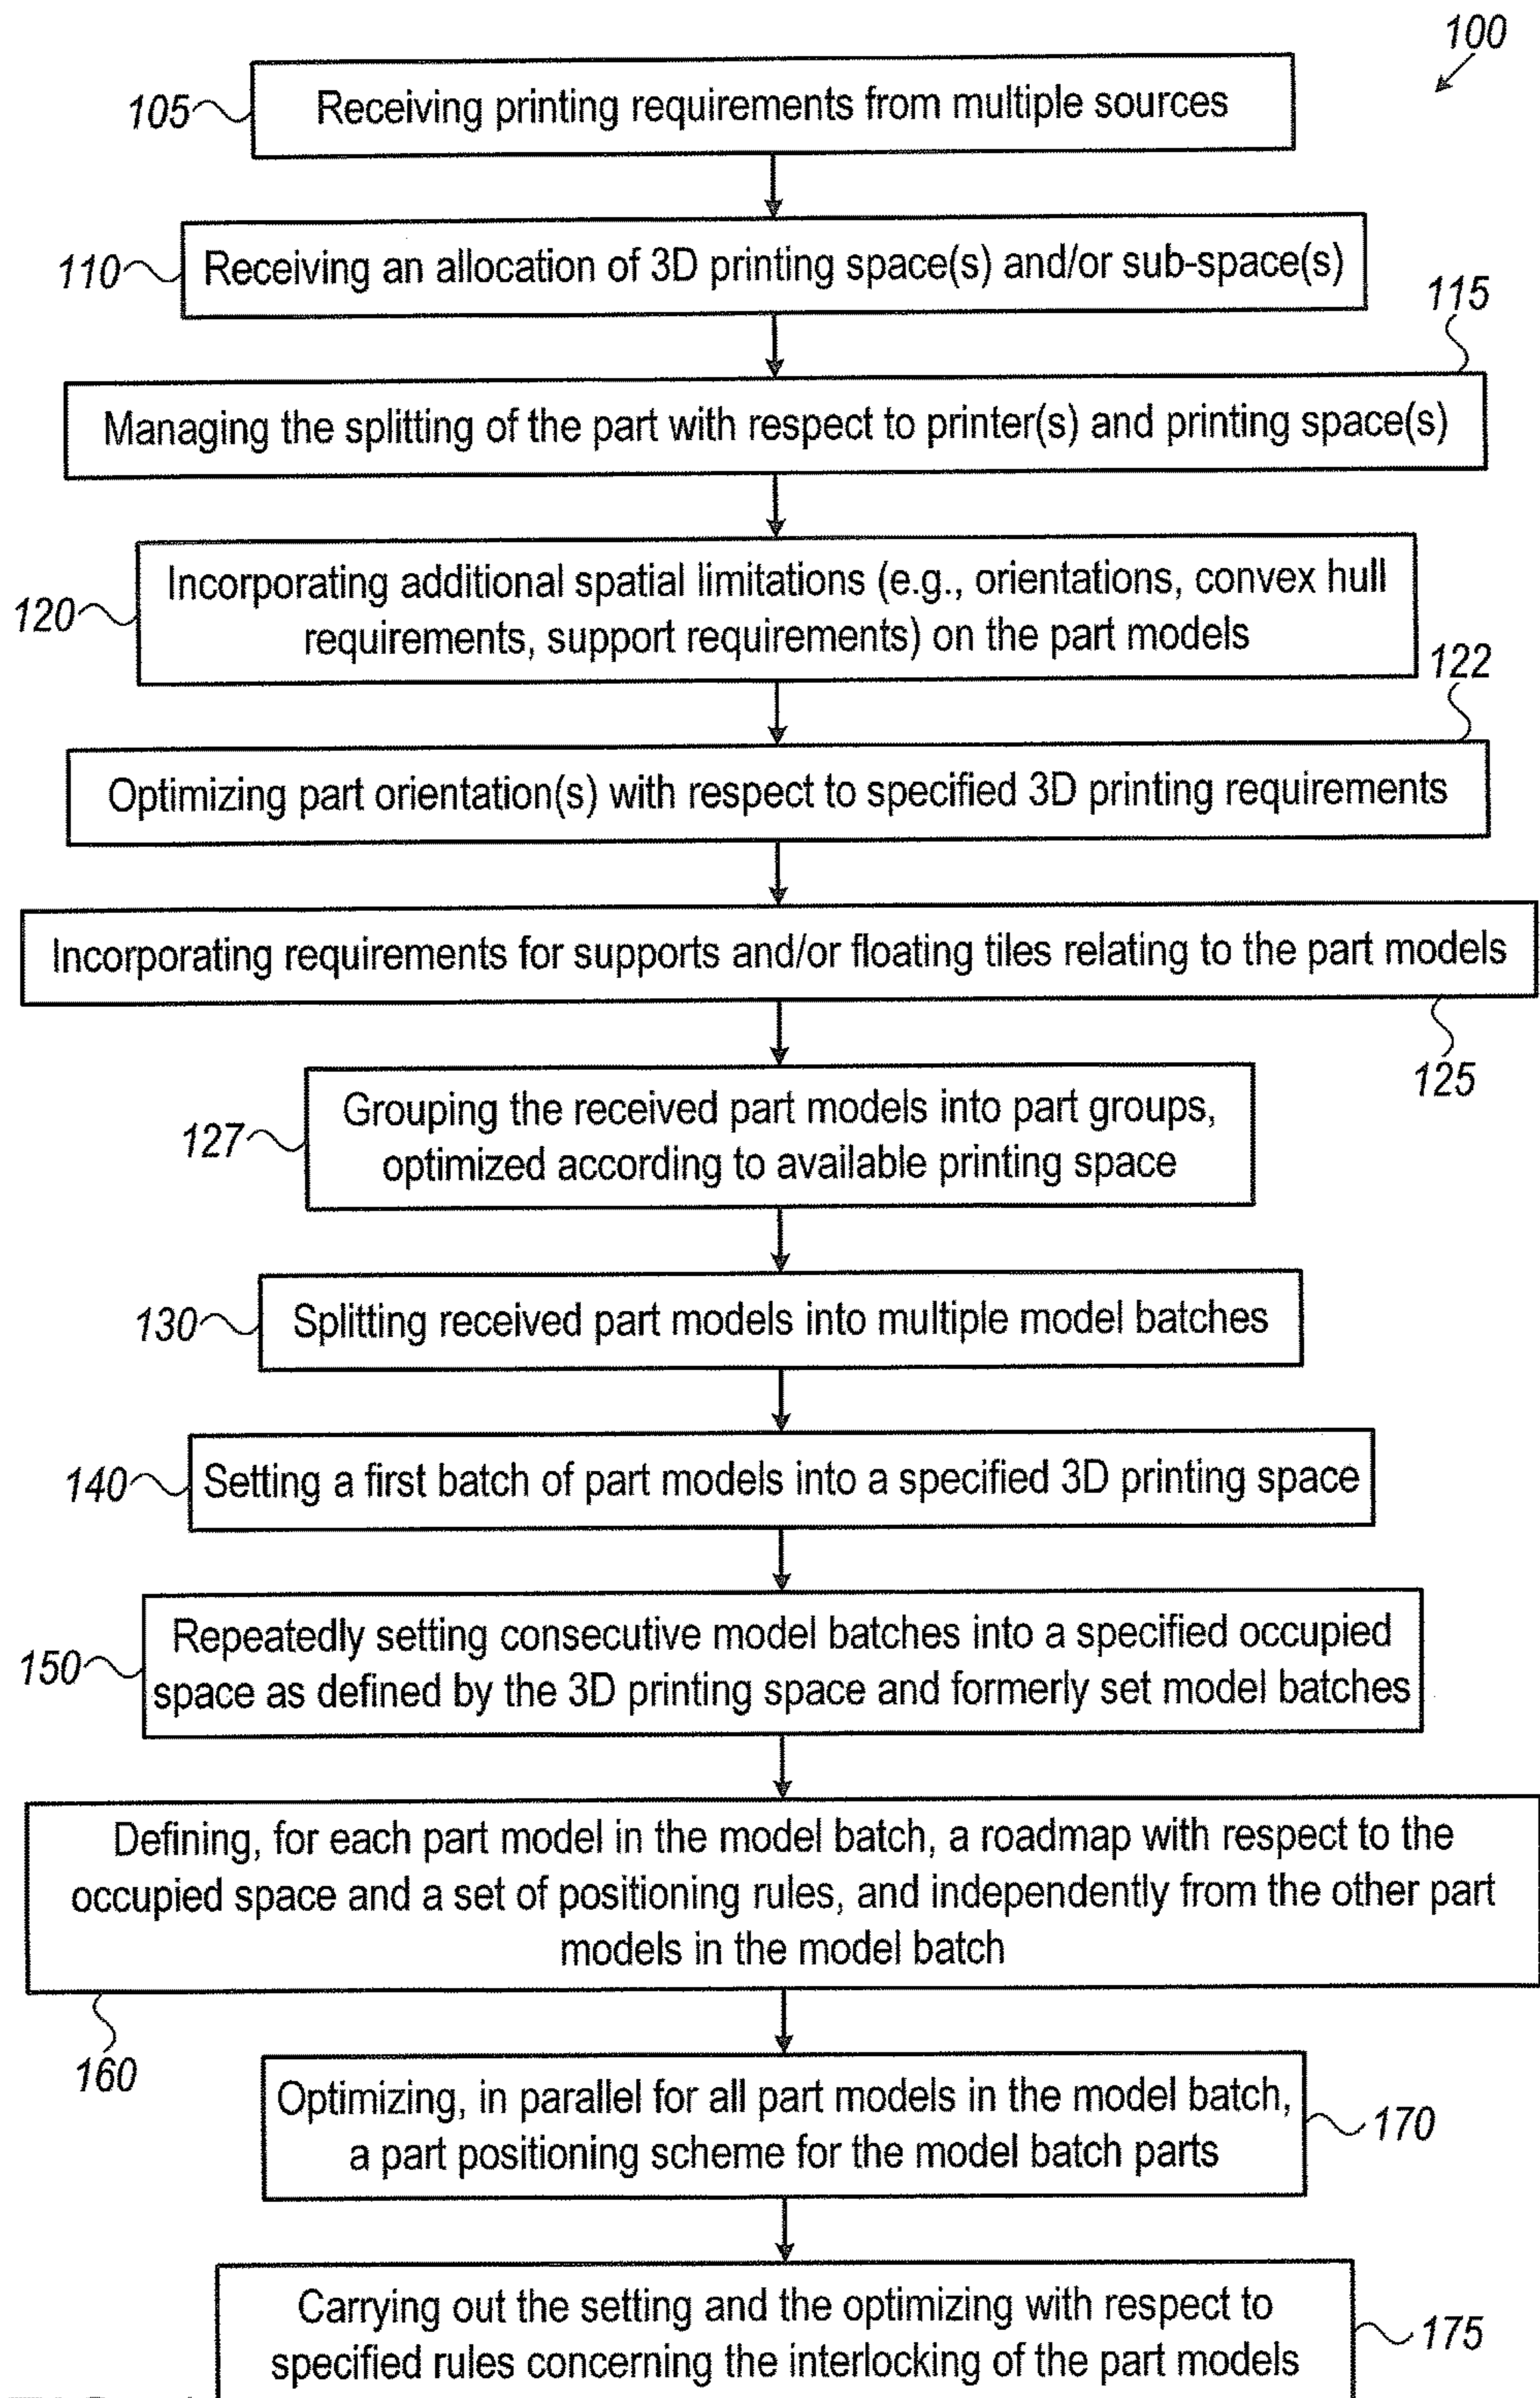 100
105
Receiving printing requirements from multiple sources
110
Receiving an allocation of 3D printing space(s) and/or sub-space(s)
115
Managing the splitting of the part with respect to printer(s) and printing space(s)
120
Incorporating additional spatial limitations (e.g., orientations, convex hull
requirements, support requirements) on the part models
122
Optimizing part orientation(s) with respect to specified 3D printing requirements
Incorporating requirements for supports and/or floating tiles relating to the part models
125
127
Grouping the received part models into part groups,
optimized according to available printing space
130
Splitting received part models into multiple model batches
140
Setting a first batch of part models into a specified 3D printing space
150
Repeatedly setting consecutive model batches into a specified occupied
space as defined by the 3D printing space and formerly set model batches
Defining, for each part model in the model batch, a roadmap with respect to the
occupied space and a set of positioning rules, and independently from the other part
models in the model batch
160
Optimizing, in parallel for all part models in the model batch,
a part positioning scheme for the model batch parts
170
Carrying out the setting and the optimizing with respect to
specified rules concerning the interlocking of the part models
175